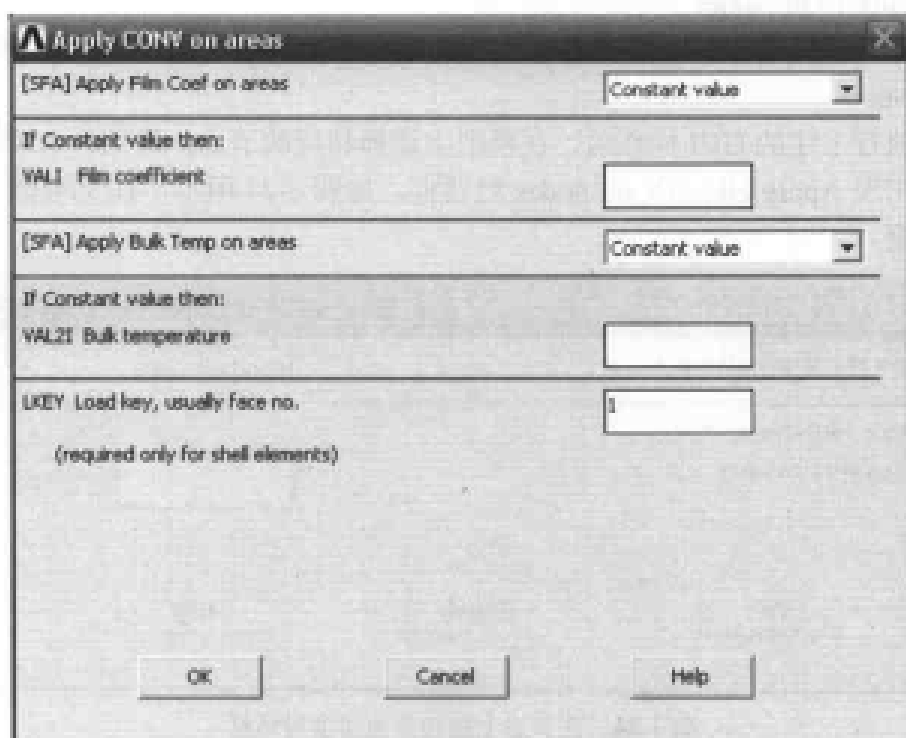 Apply CONV on areas
[SFA] Apply Film Coef on areas
Constant value
If Constant value then:
VALI Film coefficient
[SFA] Apply Bulk Temp on areas
Constant value
If Constant value then:
VAL2I Bulk temperature
LKEY Load key, usually face no.
1
(required only for shell elements)
OK
Cancel
Help